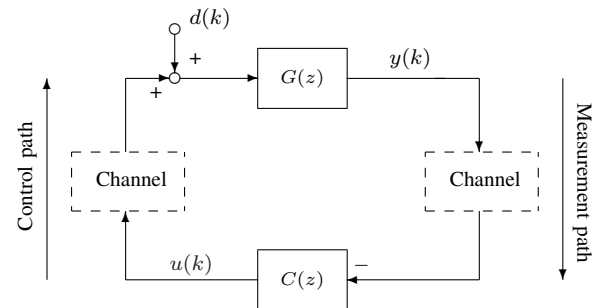 d(k)
+
+
G(z)
y(k)
Control path
Channel
Channel
Measurement path
u(k)
C(z)
−